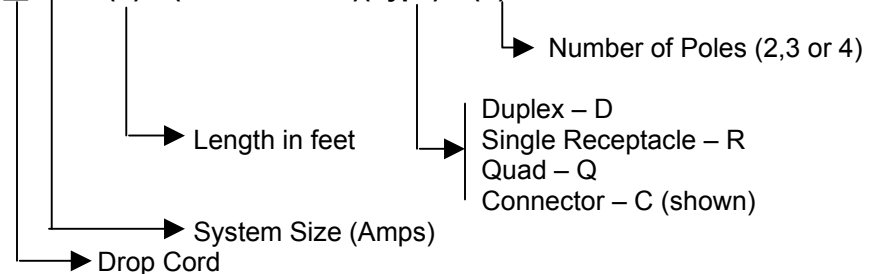 Number of Poles (2,3 or 4)
Duplex – D
Length in feet
Single Receptacle – R
Quad – Q
Connector – C (shown)
System Size (Amps)
Drop Cord